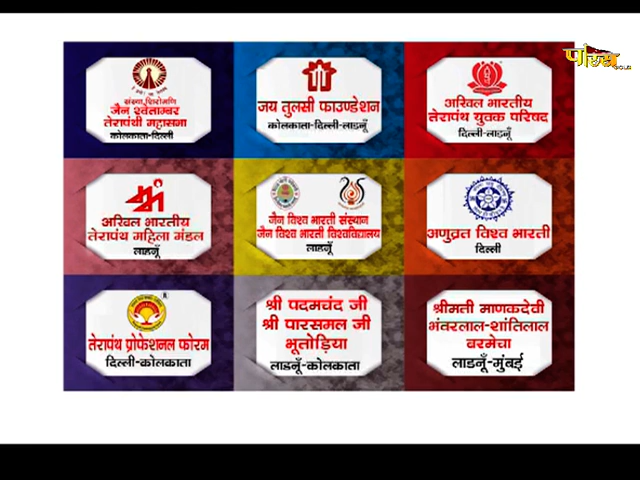 पारस
संस्था शिरोमणि
जैन श्वेताम्बर
तेरापंथी महासभा
कोलकाता-दिल्ली
जय तुलसी फाउण्डेशन
कोलकाता-दिल्ली-लाडनूँ
अखिल भारतीय
तेरापंथ युवक परिषद
दिल्ली-लाडनूँ
अखिल भारतीय
तेरापंथ महिला मंडल
लाडनूँ
जैन विश्व भारती संस्थान
जैन विश्व भारती विश्वविद्यालय
लाडनूँ
अणुव्रत विश्व भारती
दिल्ली
तेरापंथ प्रोफेशनल फोरम
दिल्ली-कोलकाता
श्री पदमचंद जी
श्री पारसमल जी
भूतोड़िया
लाडनूँ-कोलकाता
श्रीमती माणकदेवी
भंवरलाल-शांतिलाल
बरमेचा
लाडनूँ-मुंबई